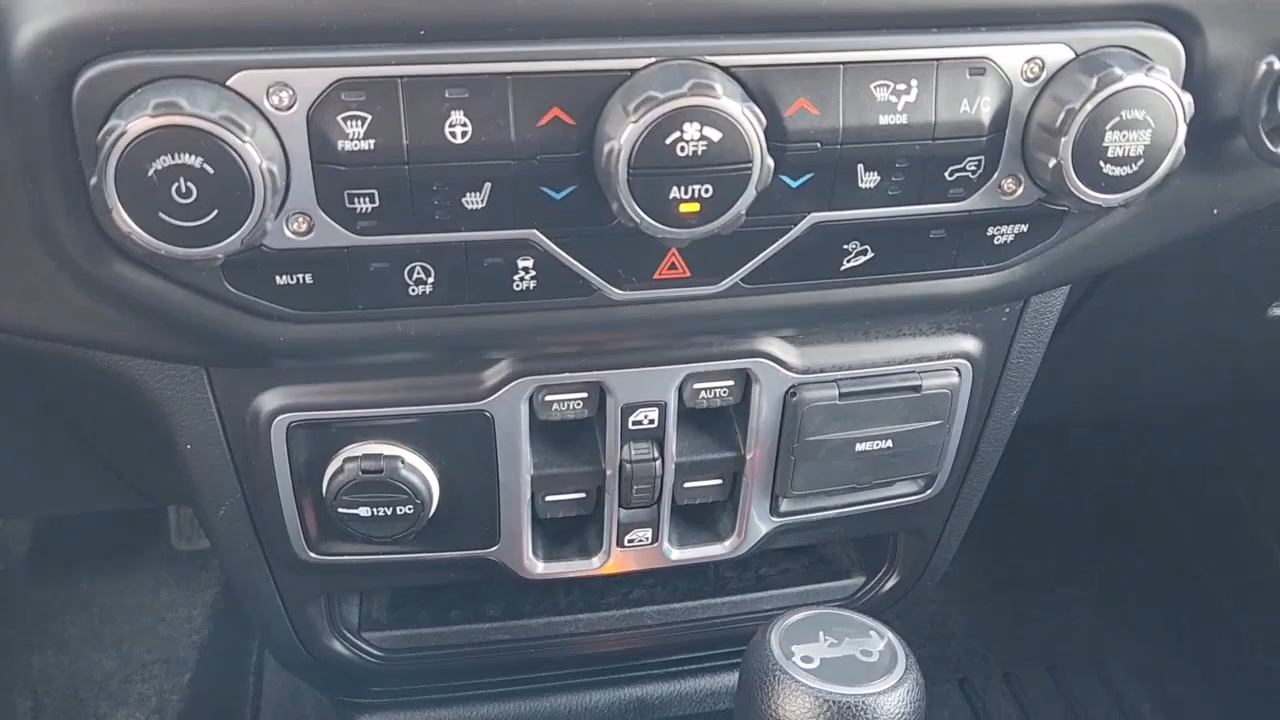 VOLUME
FRONT
OFF
AUTO
MODE
A/C
TUNE
BROWSE
ENTER
SCROLL
MUTE
A
OFF
OFF
SCREEN
OFF
AUTO
AUTO
12V DC
MEDIA